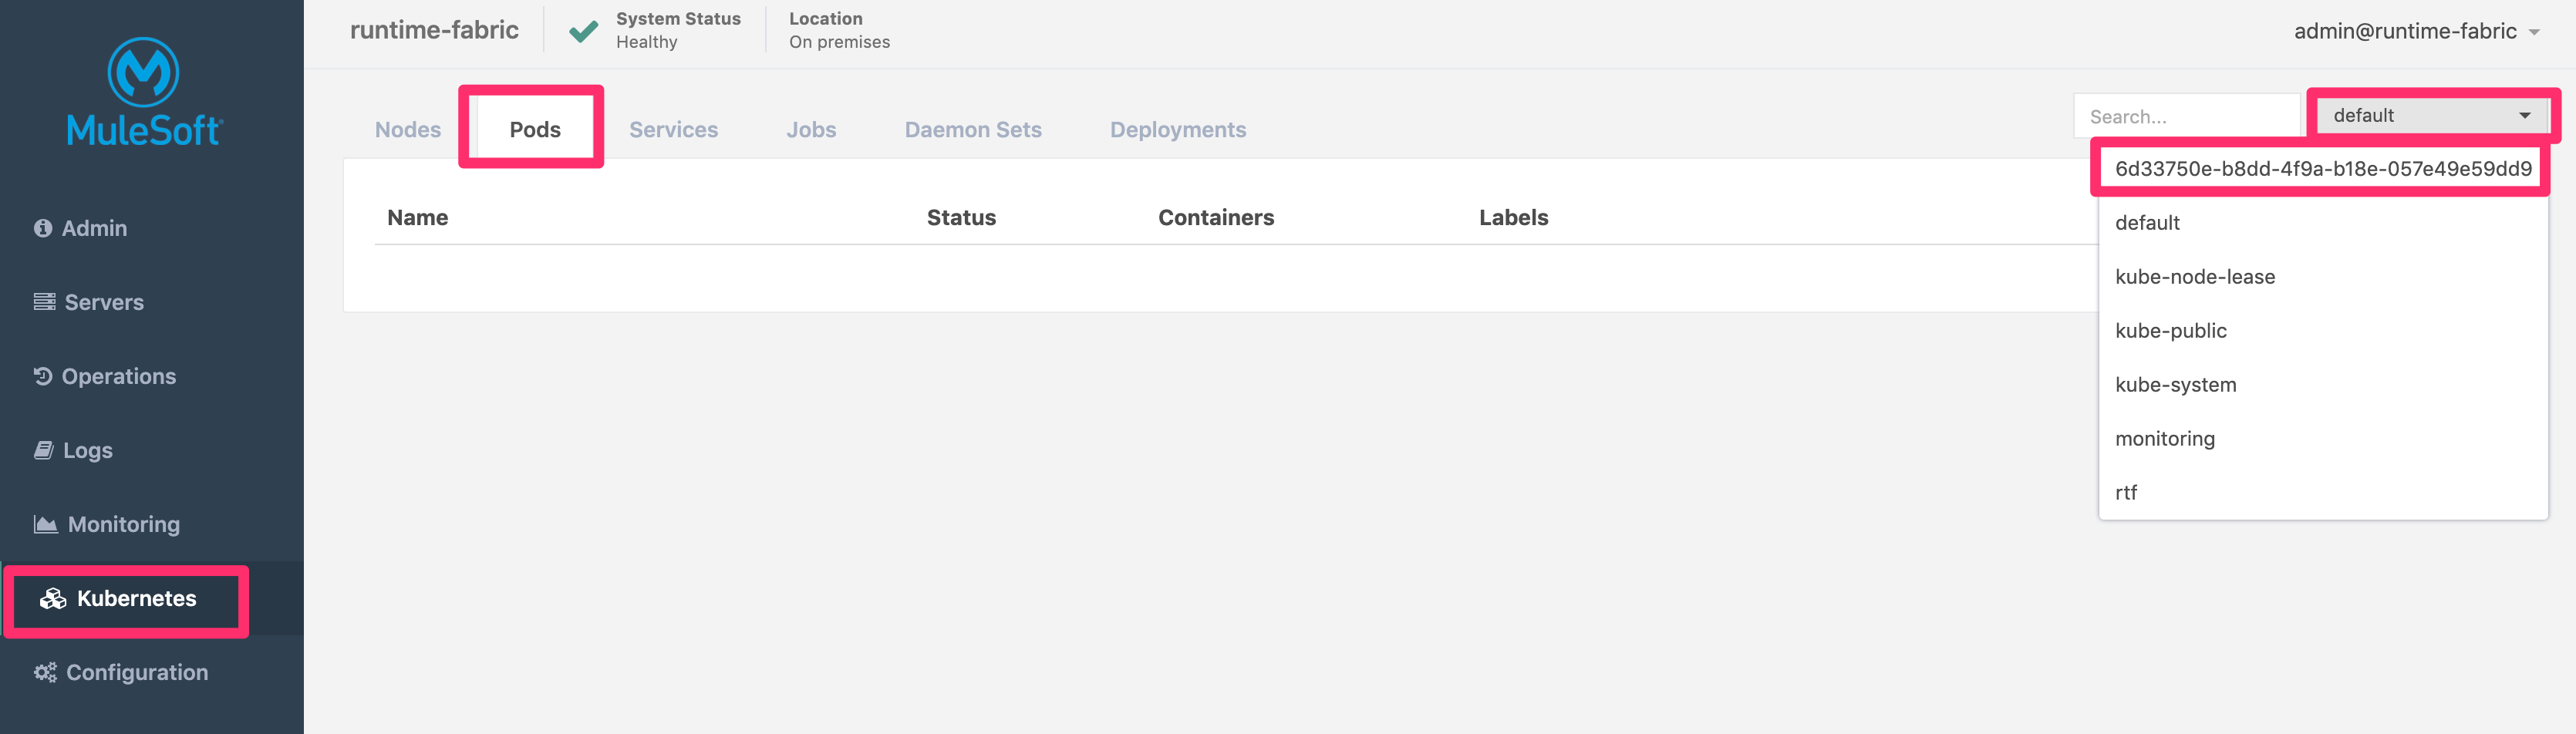 MuleSoft
Admin
Servers
Operations
Logs
Monitoring
Kubernetes
Configuration
runtime-fabric
System Status
Healthy
Location
On premises
admin@runtime-fabric
Nodes
Pods
Services
Jobs
Daemon Sets
Deployments
Search...
default
Name
Status
Containers
Labels
6d33750e-b8dd-4f9a-b18e-057e49e59dd9
default
kube-node-lease
kube-public
kube-system
monitoring
rtf